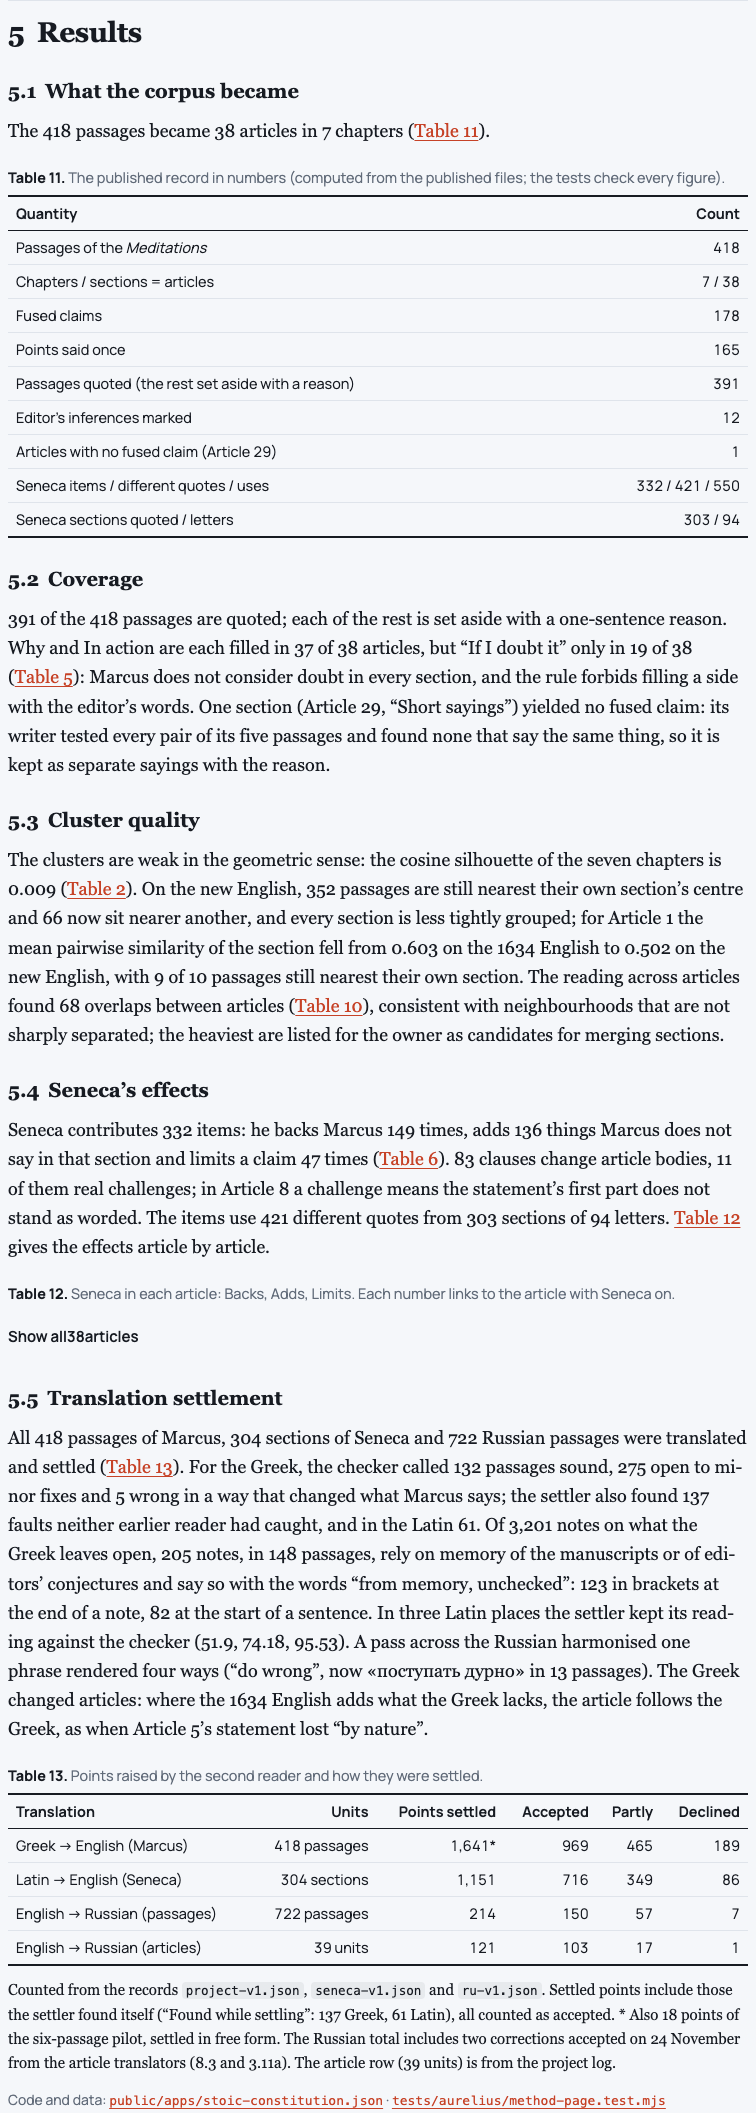 5 Results
5.1 What the corpus became
The 418 passages became 38 articles in 7 chapters (Table 11).
Table 11. The published record in numbers (computed from the published files; the tests check every figure).
Quantity Count
Passages of the Meditations 418
Chapters / sections = articles 7 / 38
Fused claims 178
Points said once 165
Passages quoted (the rest set aside with a reason) 391
Editor's inferences marked 12
Articles with no fused claim (Article 29) 1
Seneca items / different quotes / uses 332 / 421 / 550
Seneca sections quoted / letters 303 / 94
5.2 Coverage
391 of the 418 passages are quoted; each of the rest is set aside with a one-sentence reason.
Why and In action are each filled in 37 of 38 articles, but “If I doubt it” only in 19 of 38
(Table 5): Marcus does not consider doubt in every section, and the rule forbids filling a side
with the editor’s words. One section (Article 29, “Short sayings”) yielded no fused claim: its
writer tested every pair of its five passages and found none that say the same thing, so it is
kept as separate sayings with the reason.
5.3 Cluster quality
The clusters are weak in the geometric sense: the cosine silhouette of the seven chapters is
0.009 (Table 2). On the new English, 352 passages are still nearest their own section’s centre
and 66 now sit nearer another, and every section is less tightly grouped; for Article 1 the
mean pairwise similarity of the section fell from 0.603 on the 1634 English to 0.502 on the
new English, with 9 of 10 passages still nearest their own section. The reading across articles
found 68 overlaps between articles (Table 10), consistent with neighbourhoods that are not
sharply separated; the heaviest are listed for the owner as candidates for merging sections.
5.4 Seneca’s effects
Seneca contributes 332 items: he backs Marcus 149 times, adds 136 things Marcus does not
say in that section and limits a claim 47 times (Table 6). 83 clauses change article bodies, 11
of them real challenges; in Article 8 a challenge means the statement’s first part does not
stand as worded. The items use 421 different quotes from 303 sections of 94 letters. Table 12
gives the effects article by article.
Table 12. Seneca in each article: Backs, Adds, Limits. Each number links to the article with Seneca on.
Show all38articles
5.5 Translation settlement
All 418 passages of Marcus, 304 sections of Seneca and 722 Russian passages were translated
and settled (Table 13). For the Greek, the checker called 132 passages sound, 275 open to mi-
nor fixes and 5 wrong in a way that changed what Marcus says; the settler also found 137
faults neither earlier reader had caught, and in the Latin 61. Of 3,201 notes on what the
Greek leaves open, 205 notes, in 148 passages, rely on memory of the manuscripts or of edi-
tors’ conjectures and say so with the words “from memory, unchecked”: 123 in brackets at
the end of a note, 82 at the start of a sentence. In three Latin places the settler kept its read-
ing against the checker (51.9, 74.18, 95.53). A pass across the Russian harmonised one
phrase rendered four ways (“do wrong”, now «поступать дурно» in 13 passages). The Greek
changed articles: where the 1634 English adds what the Greek lacks, the article follows the
Greek, as when Article 5’s statement lost “by nature”.
Table 13. Points raised by the second reader and how they were settled.
Translation Units Points settled Accepted Partly Declined
Greek → English (Marcus) 418 passages 1,641* 969 465 189
Latin → English (Seneca) 304 sections 1,151 716 349 86
English → Russian (passages) 722 passages 214 150 57 7
English → Russian (articles) 39 units 121 103 17 1
Counted from the records project-v1.json, seneca-v1.json and ru-v1.json. Settled points include those
the settler found itself (“Found while settling”: 137 Greek, 61 Latin), all counted as accepted. * Also 18 points of
the six-passage pilot, settled in free form. The Russian total includes two corrections accepted on 24 November
from the article translators (8.3 and 3.11a). The article row (39 units) is from the project log.
Code and data: public/apps/stoic-constitution.json · tests/aurelius/method-page.test.mjs